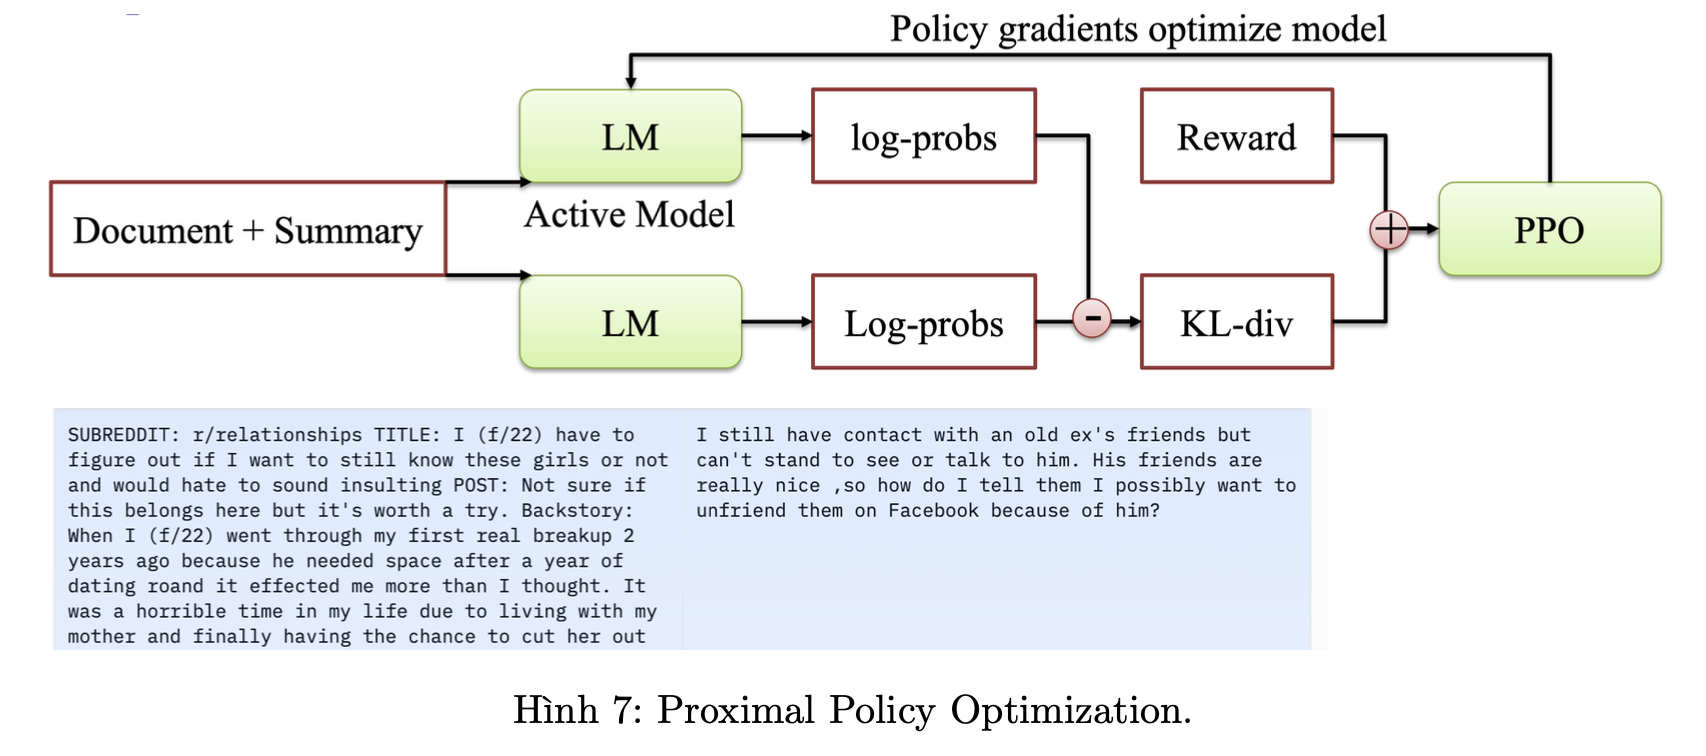 Policy gradients optimize model
LM
log-probs
Reward
Document + Summary
Active Model
PPO
LM
Log-probs
-
KL-div
+
SUBREDDIT: r/relationships TITLE: I (f/22) have to
figure out if I want to still know these girls or not
and would hate to sound insulting POST: Not sure if
this belongs here but it's worth a try. Backstory:
When I (f/22) went through my first real breakup 2
years ago because he needed space after a year of
dating roand it effected me more than I thought. It
was a horrible time in my life due to living with my
mother and finally having the chance to cut her out
I still have contact with an old ex's friends but
can't stand to see or talk to him. His friends are
really nice ,so how do I tell them I possibly want to
unfriend them on Facebook because of him?
Hình 7: Proximal Policy Optimization.